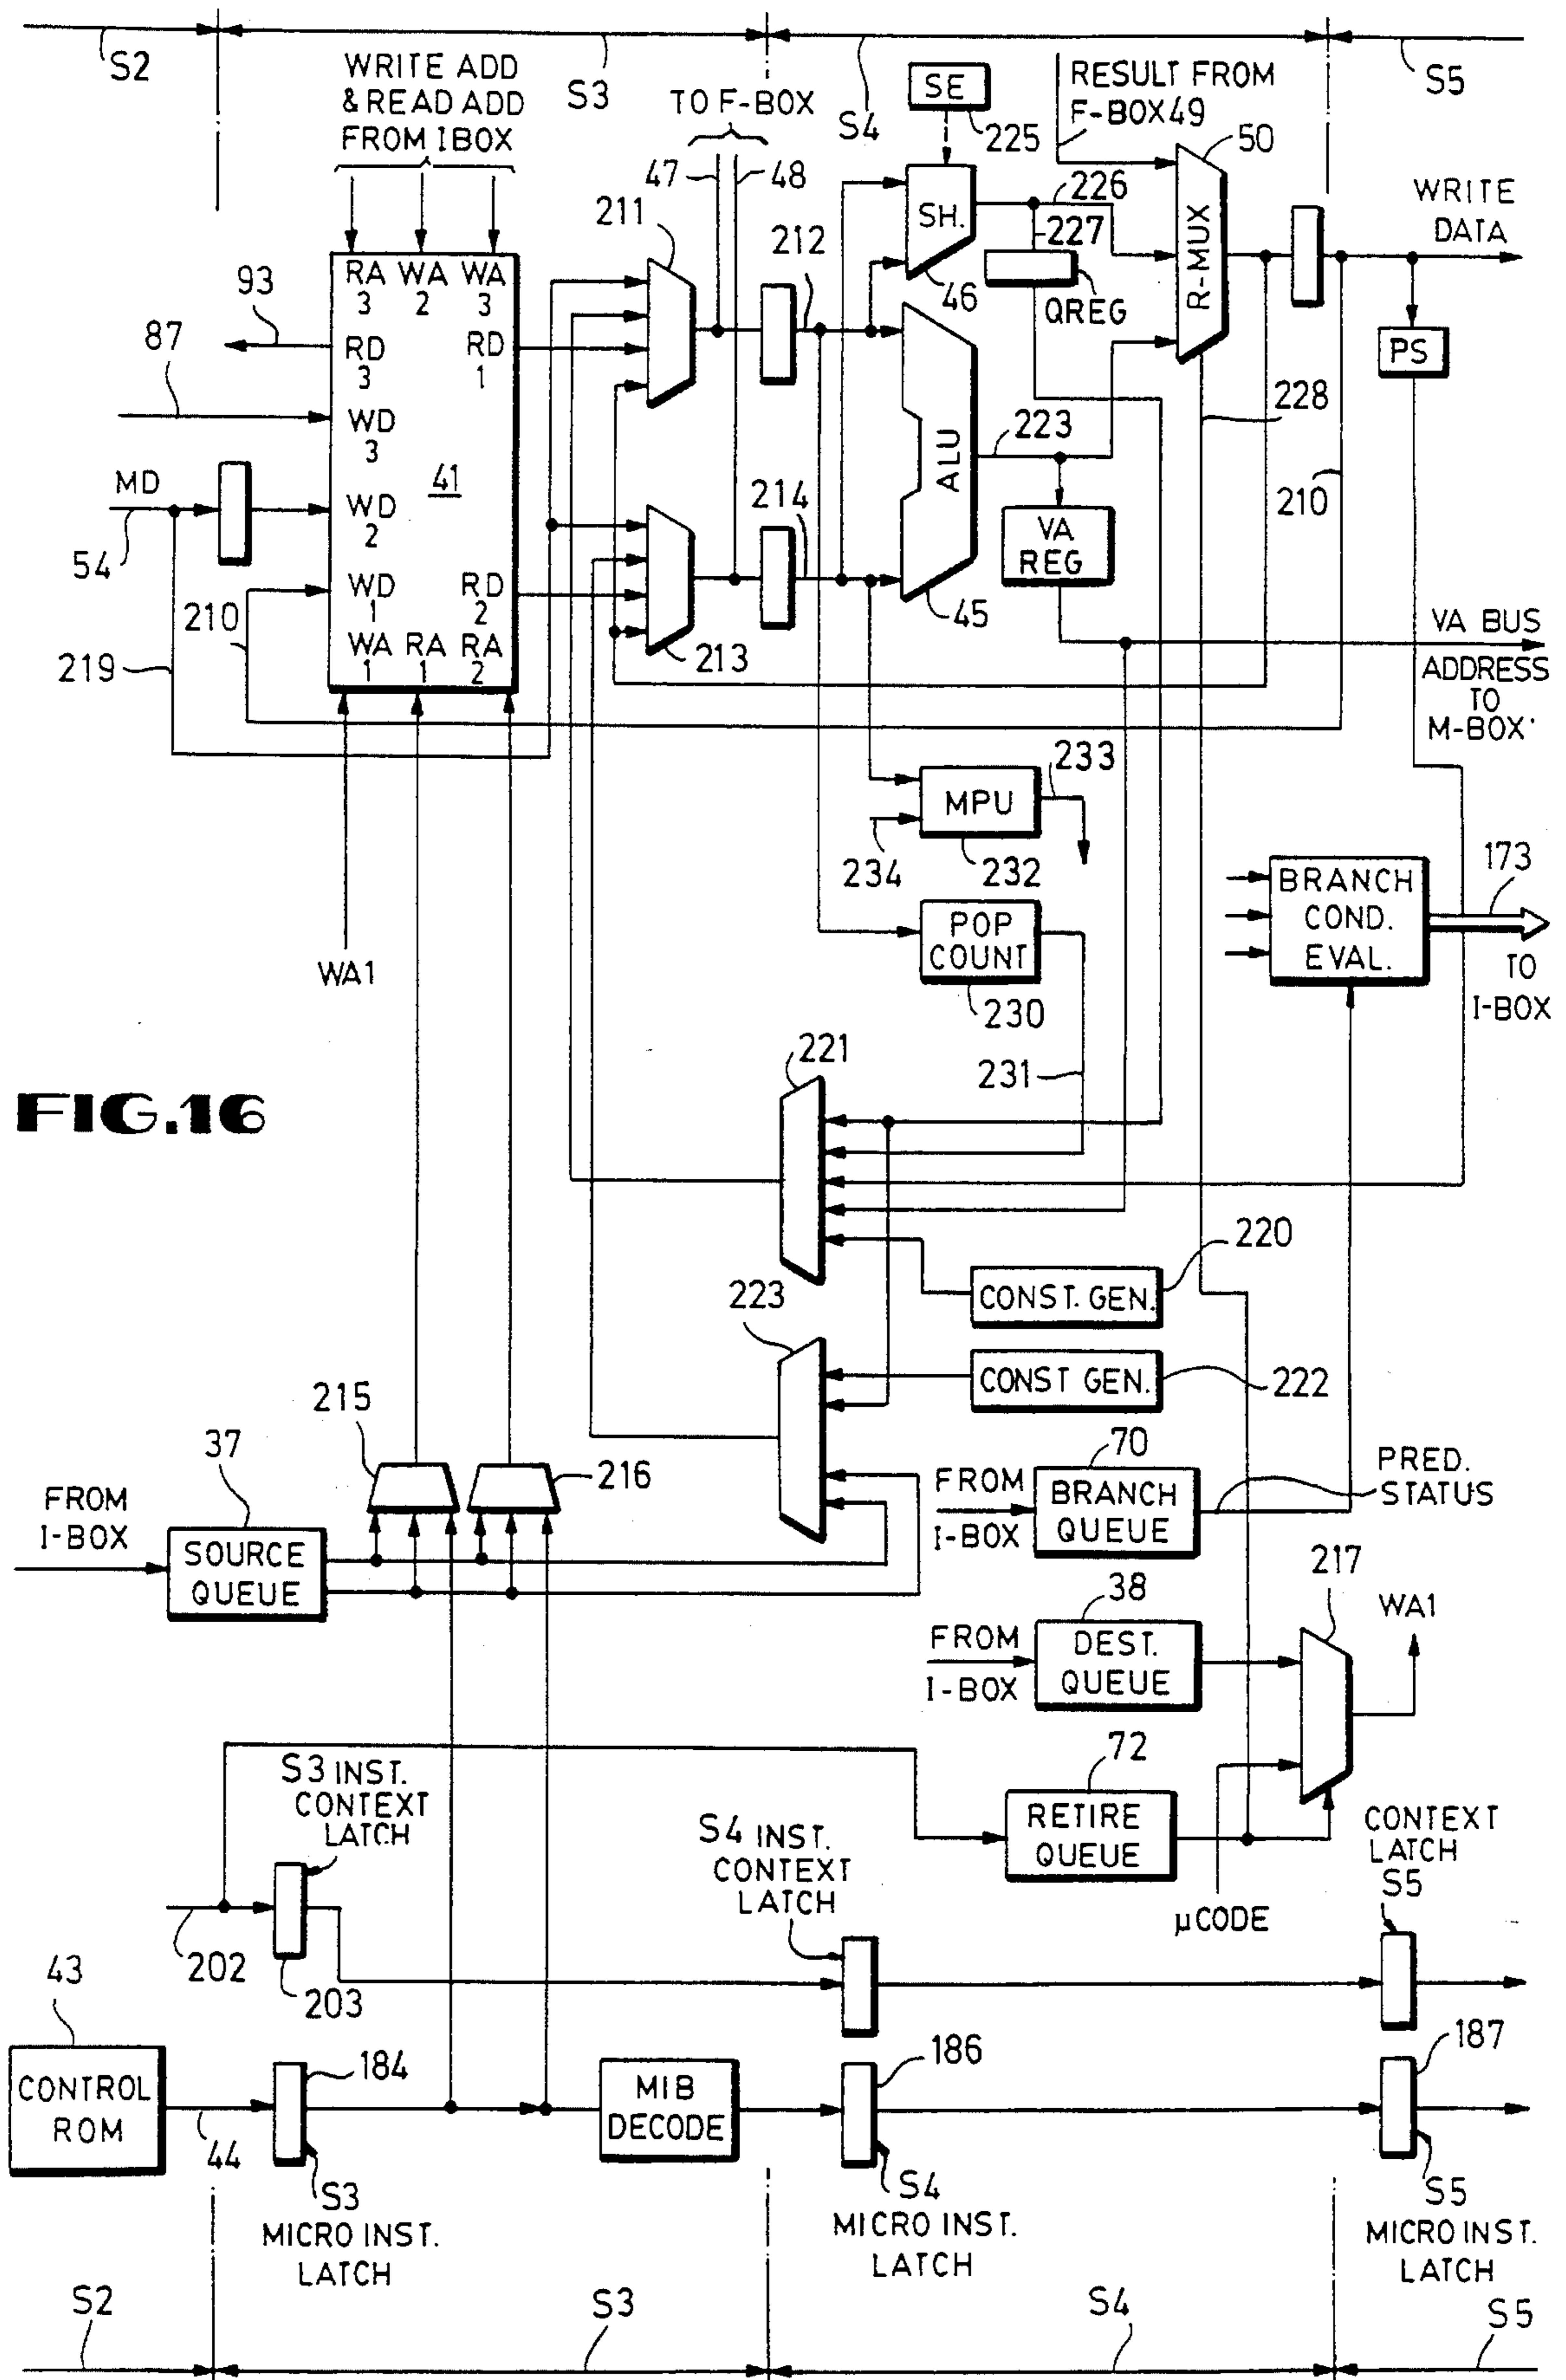 S2
S3
S4
S5
WRITE ADD
& READ ADD
FROM IBOX
TO F-BOX
47
48
SE
225
RESULT FROM
F-BOX49
50
WRITE
DATA
211
212
SH.
46
226
227
QREG
R-MUX
PS
93
87
RA
3
WA
2
WA
3
RD
3
RD
1
WD
3
41
MD
54
WD
2
WD
1
RD
2
WA
1
RA
1
RA
2
210
219
213
214
ALU
45
223
VA
REG
228
210
VA BUS
ADDRESS
TO
M-BOX'
MPU
233
234
232
POP
COUNT
230
231
BRANCH
COND.
EVAL.
173
TO
I-BOX
WA1
FIG.16
221
220
CONST. GEN.
223
CONST GEN.
222
215
216
37
FROM
I-BOX
SOURCE
QUEUE
70
FROM
I-BOX
BRANCH
QUEUE
PRED.
STATUS
38
FROM
I-BOX
DEST.
QUEUE
217
WA1
72
RETIRE
QUEUE
µCODE
S3 INST.
CONTEXT
LATCH
202
203
S4 INST.
CONTEXT
LATCH
CONTEXT
LATCH
S5
43
CONTROL
ROM
44
184
S3
MICRO INST.
LATCH
MIB
DECODE
186
S4
MICRO INST.
LATCH
187
S5
MICRO INST.
LATCH
S2
S3
S4
S5